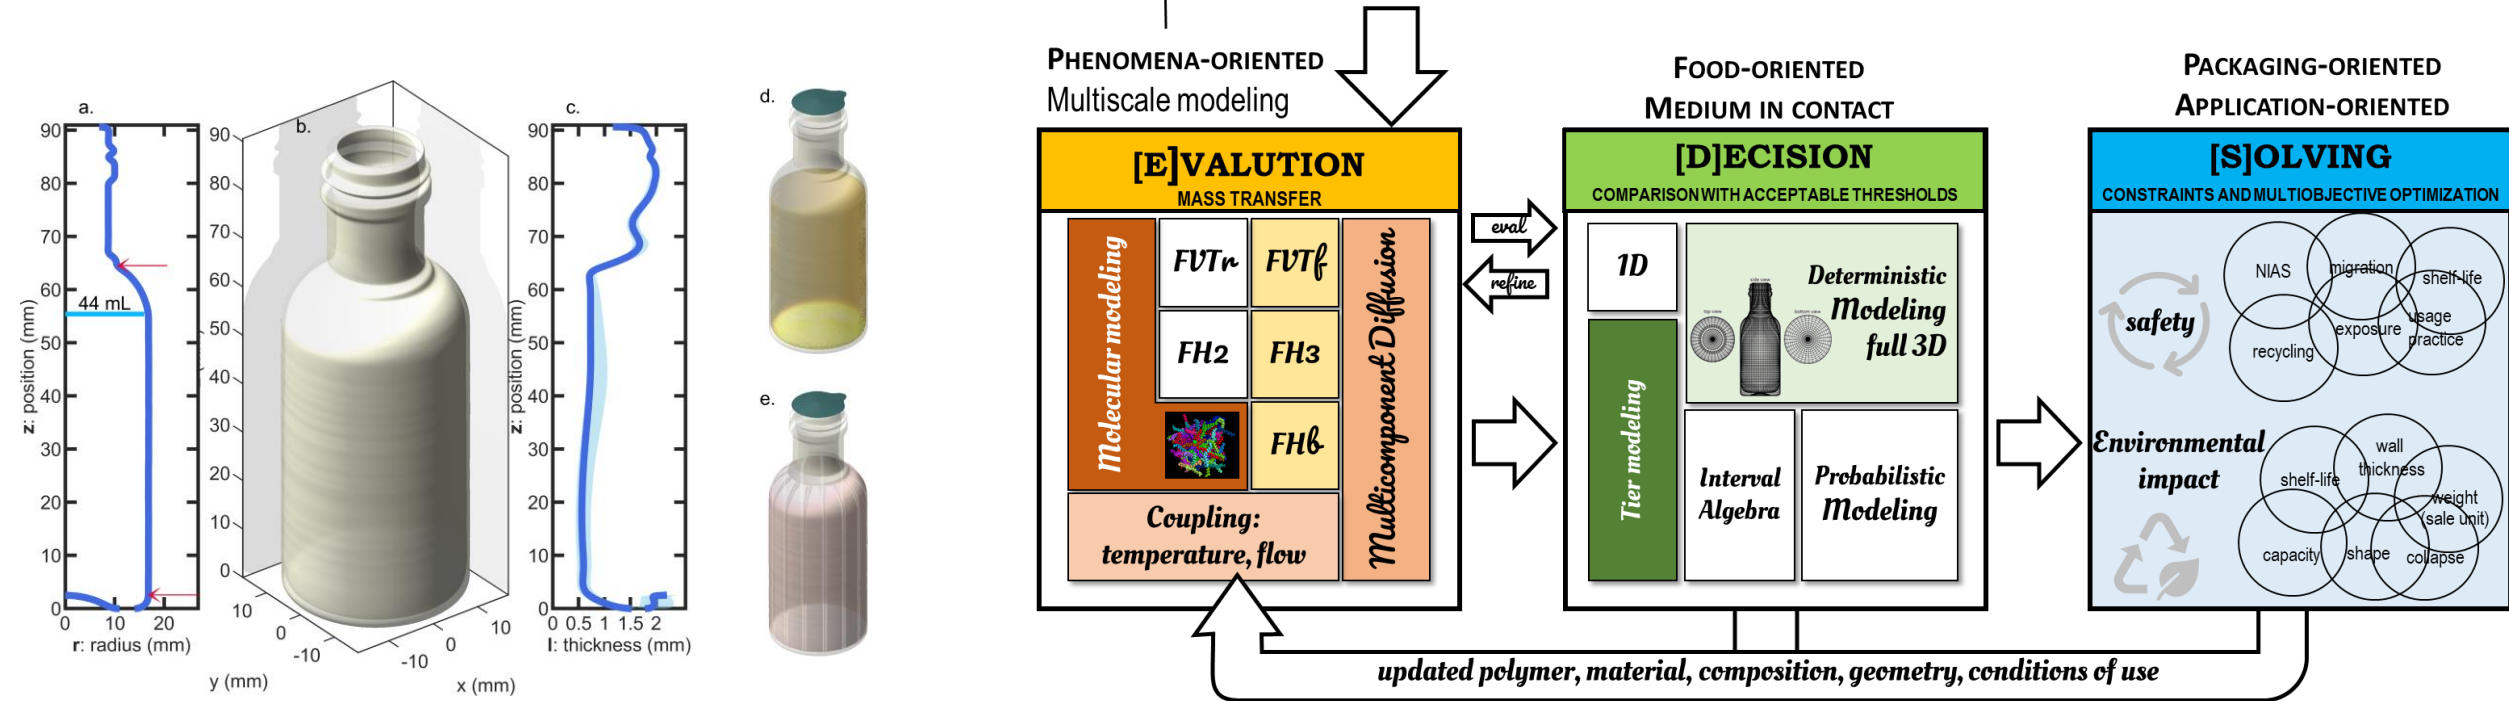 a.
90
80
70
60
50
40
30
20
10
0
44 mL
z: position (mm)
0 10 20
r: radius (mm)
b.
90
80
70
60
50
40
30
20
10
0
10
0
-10
y (mm)
-10
0
10
x (mm)
c.
90
80
70
60
50
40
30
20
10
0
z: position (mm)
0 0.5 1 1.5 2
l: thickness (mm)
d.
e.
PHENOMENA-ORIENTED
Multiscale modeling
[E]VALUTION
MASS TRANSFER
Molecular modeling
FVTr
FVTf
FH2
FH3
FHb
Multicomponent Diffusion
Coupling:
temperature, flow
eval
refine
FOOD-ORIENTED
MEDIUM IN CONTACT
[D]ECISION
COMPARISON WITH ACCEPTABLE THRESHOLDS
1D
Tier modeling
side view
top view
bottom view
Deterministic
Modeling
full 3D
Interval
Algebra
Probabilistic
Modeling
PACKAGING-ORIENTED
APPLICATION-ORIENTED
[S]OLVING
CONSTRAINTS AND MULTIOBJECTIVE OPTIMIZATION
safety
NIAS
migration
shelf-life
recycling
exposure
usage
practice
Environmental
impact
shelf-life
wall
thickness
weight
(sale unit)
capacity
shape
collapse
updated polymer, material, composition, geometry, conditions of use